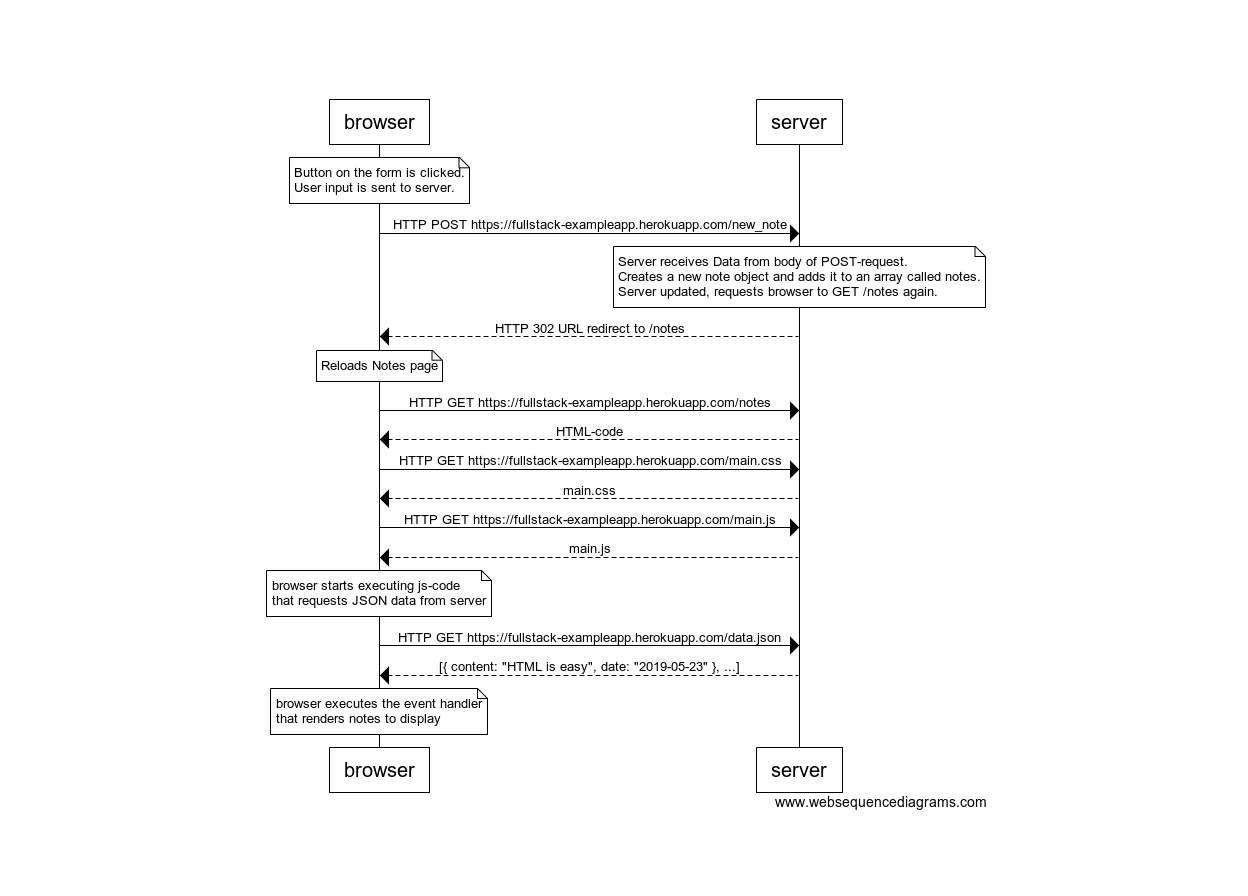 browser
server
Button on the form is clicked.
User input is sent to server.
HTTP POST https://fullstack-exampleapp.herokuapp.com/new_note
Server receives Data from body of POST-request.
Creates a new note object and adds it to an array called notes.
Server updated, requests browser to GET /notes again.
HTTP 302 URL redirect to /notes
Reloads Notes page
HTTP GET https://fullstack-exampleapp.herokuapp.com/notes
HTML-code
HTTP GET https://fullstack-exampleapp.herokuapp.com/main.css
main.css
HTTP GET https://fullstack-exampleapp.herokuapp.com/main.js
main.js
browser starts executing js-code
that requests JSON data from server
HTTP GET https://fullstack-exampleapp.herokuapp.com/data.json
[{ content: "HTML is easy", date: "2019-05-23" }, ...]
browser executes the event handler
that renders notes to display
browser
server
www.websequencediagrams.com